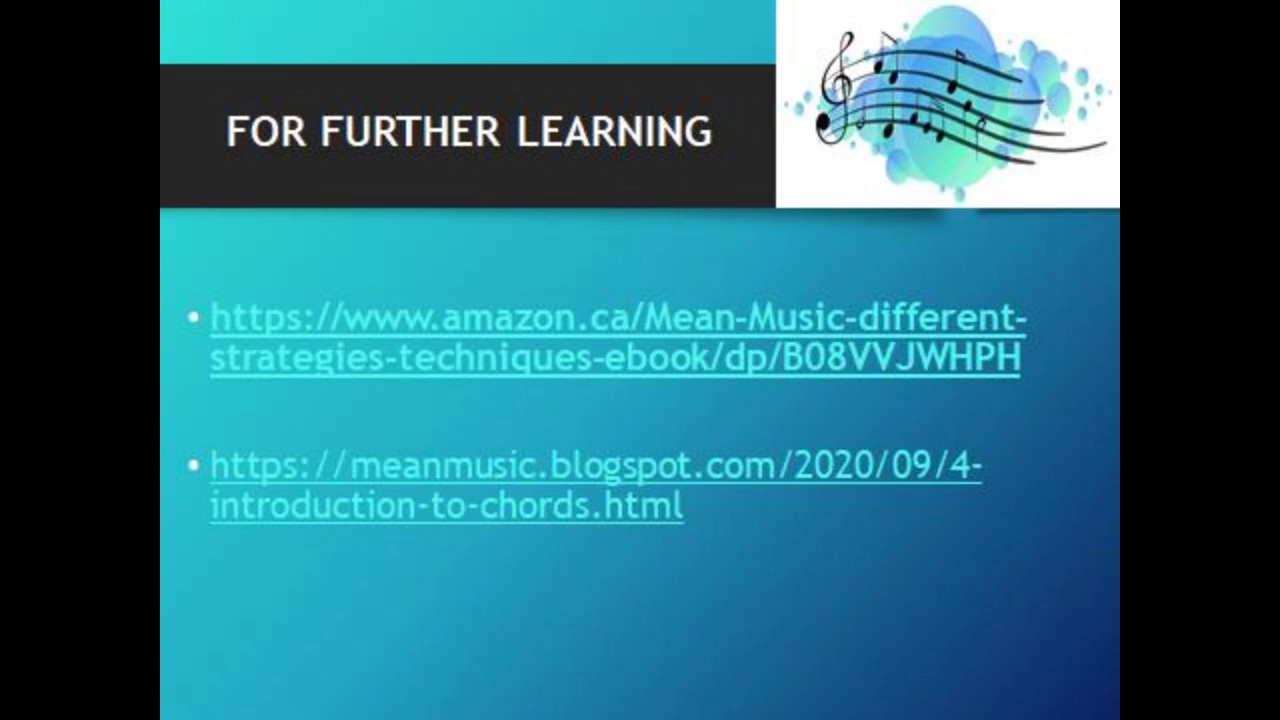 FOR FURTHER LEARNING
• https://www.amazon.ca/Mean-Music-different-
strategies-techniques-ebook/dp/B08VVJWHPH
• https://meanmusic.blogspot.com/2020/09/4-
introduction-to-chords.html